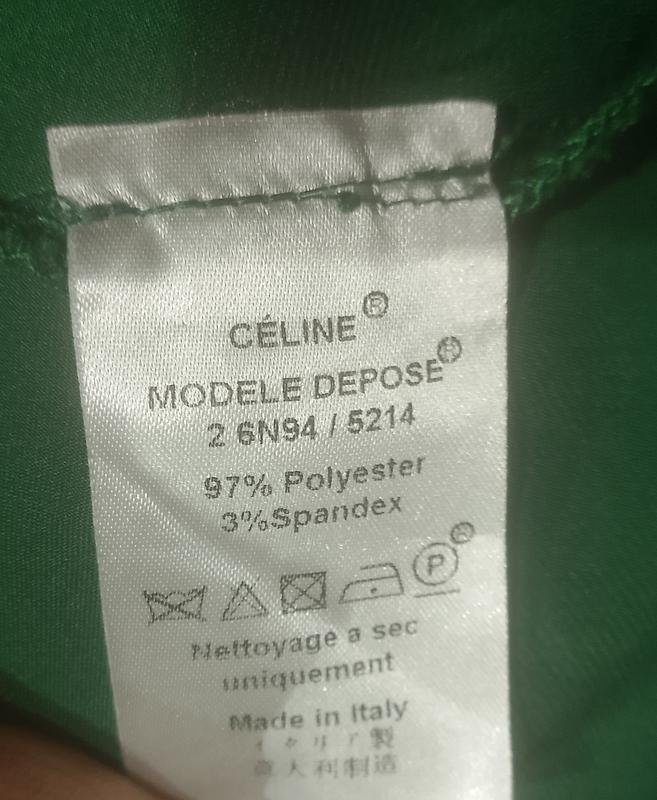 CÉLINE®
MODELE DEPOSE®
2 6N94 / 5214
97% Polyester
3%Spandex
P ®
Nettoyage a sec
uniquement
Made in Italy
イタリア製
意大利制造